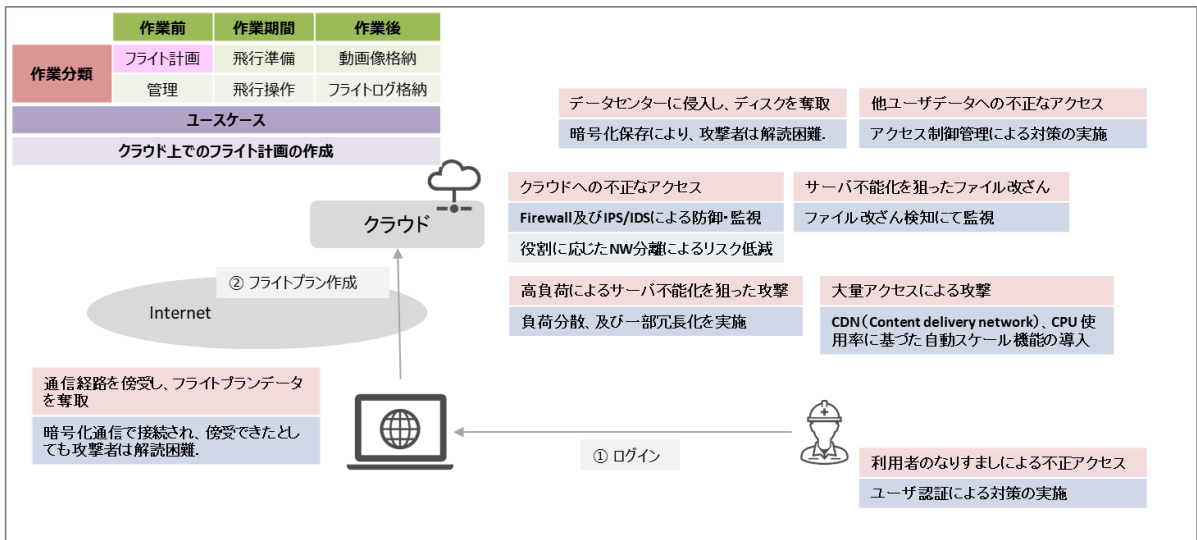 作業前 作業期間 作業後
作業分類
フライト計画 飛行準備 動画像格納
管理 飛行操作 フライトログ格納
ユースケース
クラウド上でのフライト計画の作成
データセンターに侵入し、ディスクを奪取
暗号化保存により、攻撃者は解読困難.
他ユーザデータへの不正なアクセス
アクセス制御管理による対策の実施
クラウド
クラウドへの不正なアクセス
Firewall及びIPS/IDSによる防御・監視
役割に応じたNW分離によるリスク低減
サーバ不能化を狙ったファイル改ざん
ファイル改ざん検知にて監視
② フライトプラン作成
Internet
高負荷によるサーバ不能化を狙った攻撃
負荷分散、及び一部冗長化を実施
大量アクセスによる攻撃
CDN(Content delivery network)、CPU 使
用率に基づた自動スケール機能の導入
通信経路を傍受し、フライトプランデータ
を奪取
暗号化通信で接続され、傍受できたとし
ても攻撃者は解読困難.
① ログイン
利用者のなりすましによる不正アクセス
ユーザ認証による対策の実施